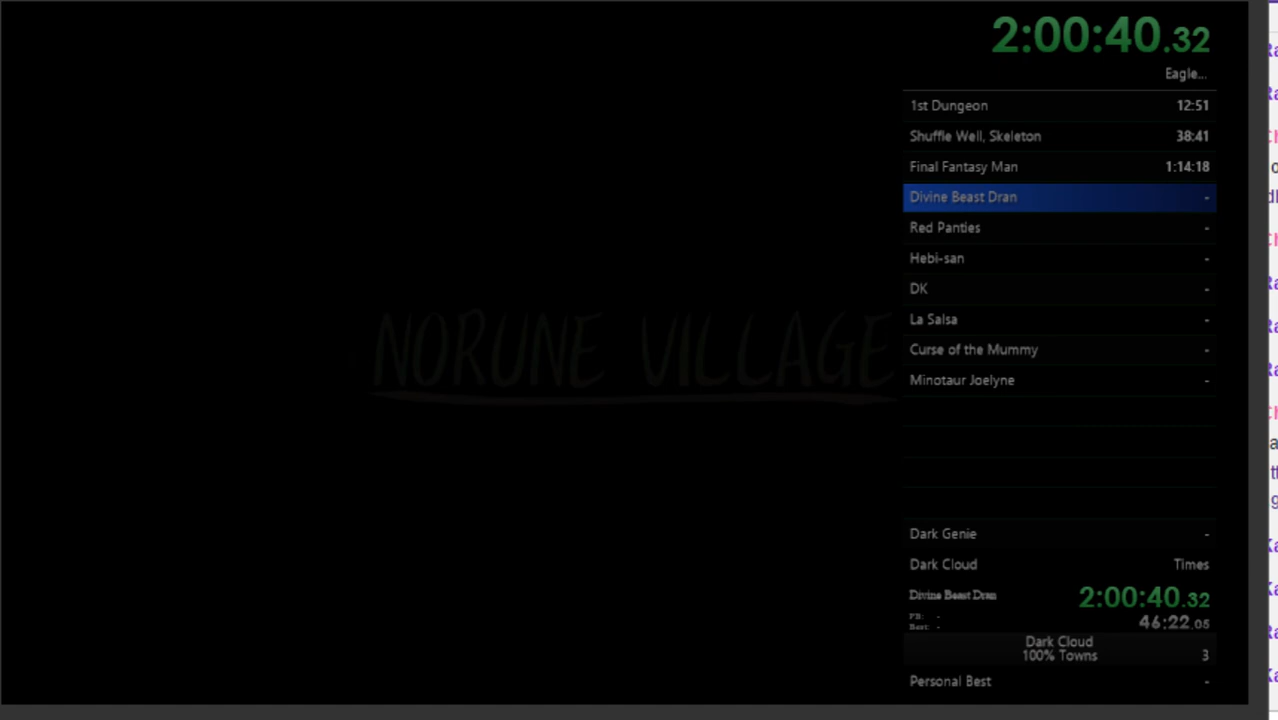 2:00:40.32
Eagle...
1st Dungeon 12:51
Shuffle Well, Skeleton 38:41
Final Fantasy Man 1:14:18
Divine Beast Dran -
Red Panties -
Hebi-san -
DK -
La Salsa -
NORUNE VILLAGE
Curse of the Mummy -
Minotaur Joelyne -
Dark Genie -
Dark Cloud Times
Divine Beast Dran 2:00:40.32
PB: -
Best: - 46:22.05
Dark Cloud
100% Towns 3
Personal Best -